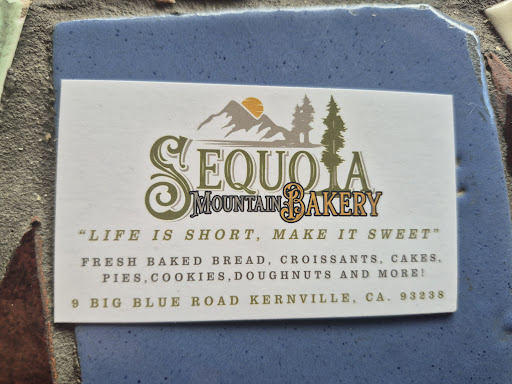 SEQUOIA
MOUNTAIN BAKERY
"LIFE IS SHORT, MAKE IT SWEET"
FRESH BAKED BREAD, CROISSANTS, CAKES,
PIES,COOKIES,DOUGHNUTS AND MORE!
9 BIG BLUE ROAD KERNVILLE, CA. 93238